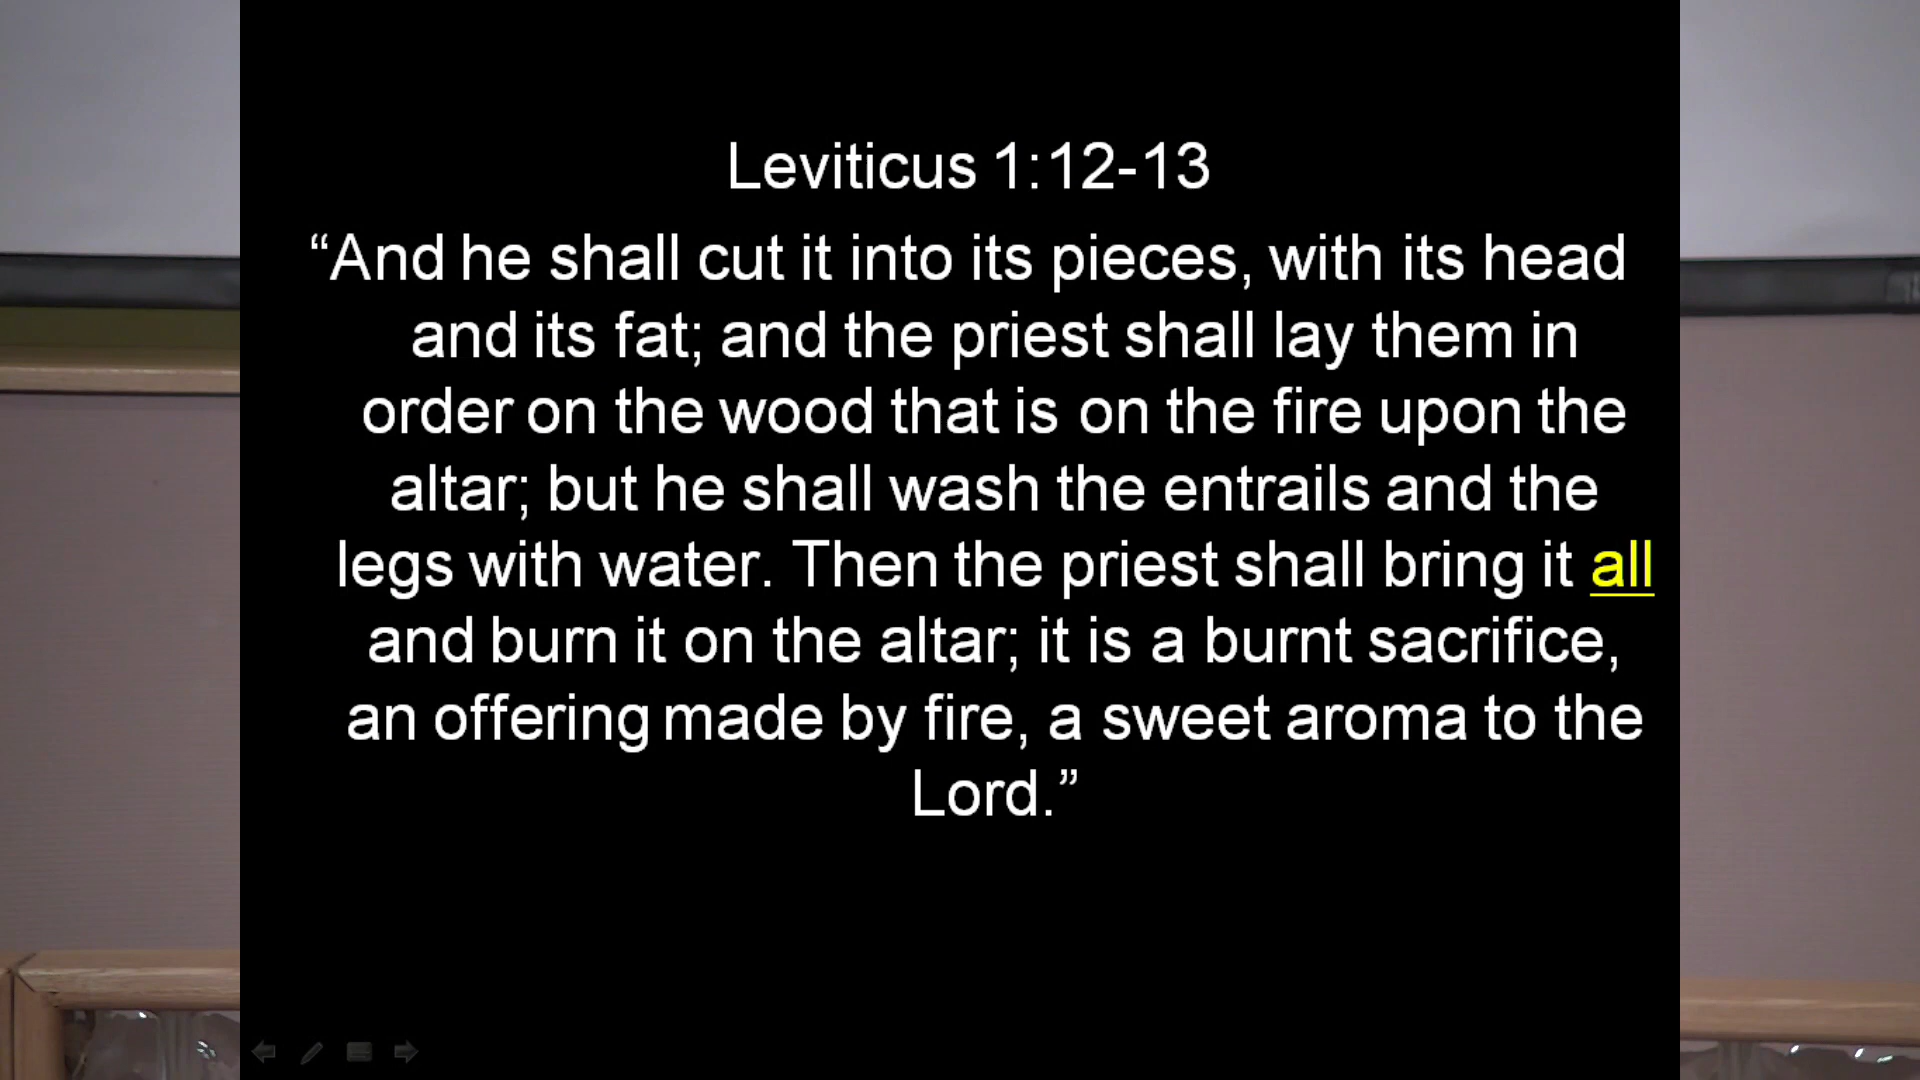 Leviticus 1:12-13
“And he shall cut it into its pieces, with its head
and its fat; and the priest shall lay them in
order on the wood that is on the fire upon the
altar; but he shall wash the entrails and the
legs with water. Then the priest shall bring it all
and burn it on the altar; it is a burnt sacrifice,
an offering made by fire, a sweet aroma to the
Lord.”